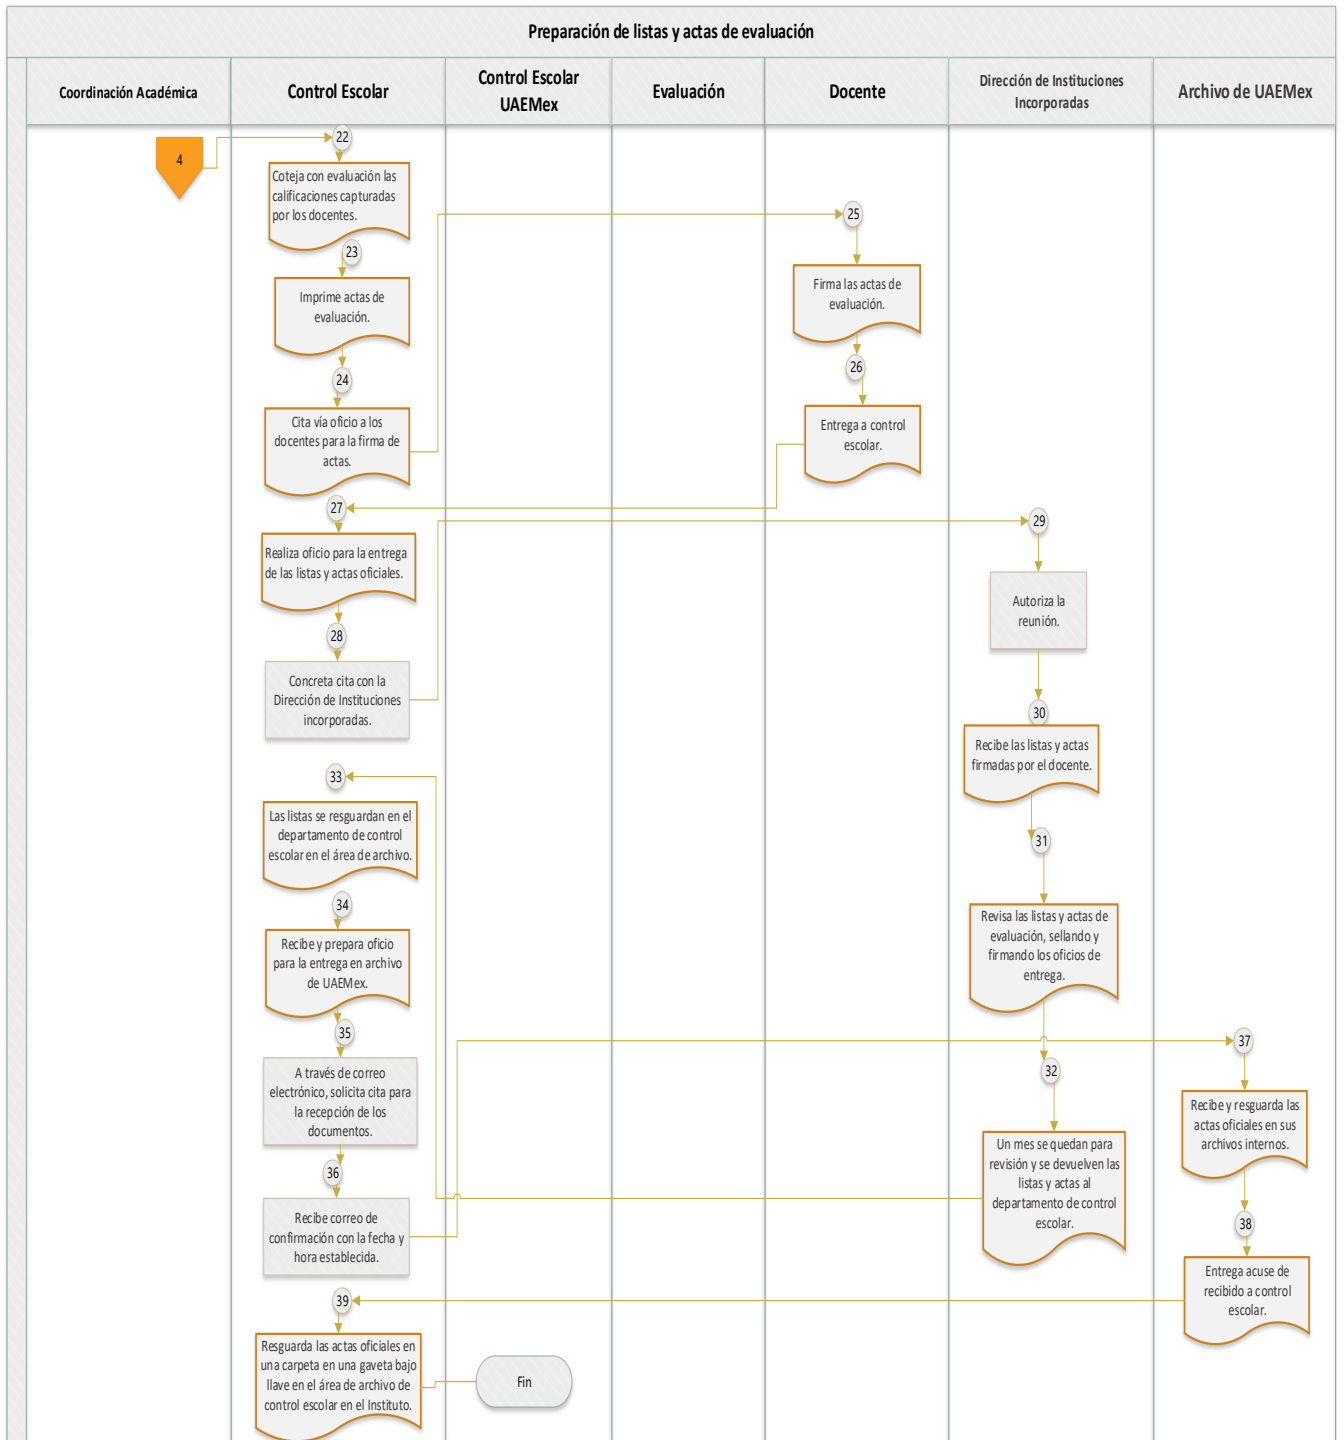 Preparación de listas y actas de evaluación
Coordinación Académica
Control Escolar
Control Escolar
UAEMex
Evaluación
Docente
Dirección de Instituciones
Incorporadas
Archivo de UAEMex
4
22
Coteja con evaluación las
calificaciones capturadas
por los docentes.
23
Imprime actas de
evaluación.
24
Cita vía oficio a los
docentes para la firma de
actas.
25
Firma las actas de
evaluación.
26
Entrega a control
escolar.
27
Realiza oficio para la entrega
de las listas y actas oficiales.
28
Concreta cita con la
Dirección de Instituciones
incorporadas.
29
Autoriza la
reunión.
30
Recibe las listas y actas
firmadas por el docente.
31
Revisa las listas y actas de
evaluación, sellando y
firmando los oficios de
entrega.
32
Un mes se quedan para
revisión y se devuelven las
listas y actas al
departamento de control
escolar.
33
Las listas se resguardan en el
departamento de control
escolar en el área de archivo.
34
Recibe y prepara oficio
para la entrega en archivo
de UAEMex.
35
A través de correo
electrónico, solicita cita para
la recepción de los
documentos.
36
Recibe correo de
confirmación con la fecha y
hora establecida.
37
Recibe y resguarda las
actas oficiales en sus
archivos internos.
38
Entrega acuse de
recibido a control
escolar.
39
Resguarda las actas oficiales en
una carpeta en una gaveta bajo
llave en el área de archivo de
control escolar en el Instituto.
Fin